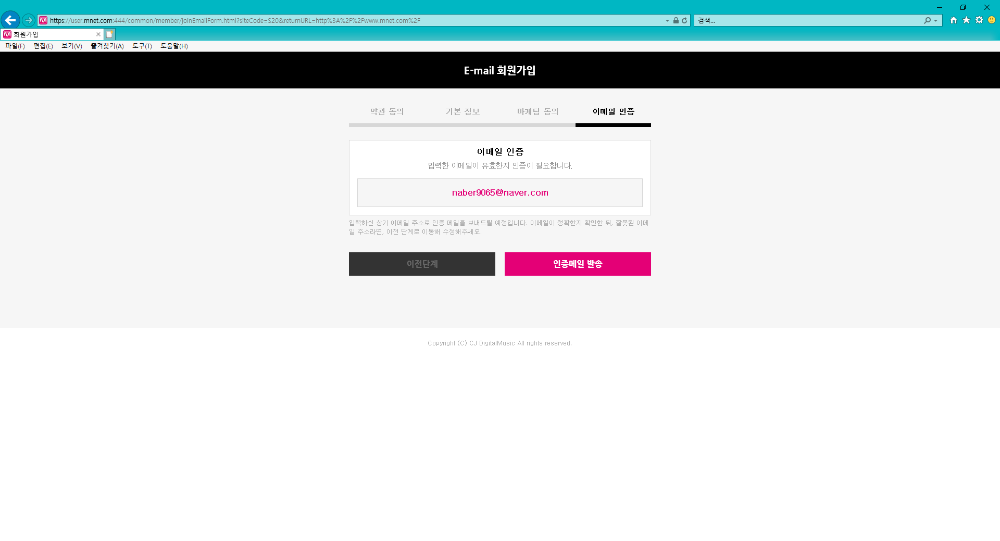 https://user.mnet.com:444/common/member/joinEmailForm.html?siteCode=S20&returnURL=http%3A%2F%2Fwww.mnet.com%2F
검색...
회원가입
파일(F) 편집(E) 보기(V) 즐겨찾기(A) 도구(T) 도움말(H)
E-mail 회원가입
약관 동의 기본 정보 마케팅 동의 이메일 인증
이메일 인증
입력한 이메일이 유효한지 인증이 필요합니다.
naber9065@naver.com
입력하신 상기 이메일 주소로 인증 메일을 보내드릴 예정입니다. 이메일이 정확한지 확인한 뒤, 잘못된 이메
일 주소라면, 이전 단계로 이동해 수정해주세요.
이전단계 인증메일 발송
Copyright (C) CJ DigitalMusic All rights reserved.